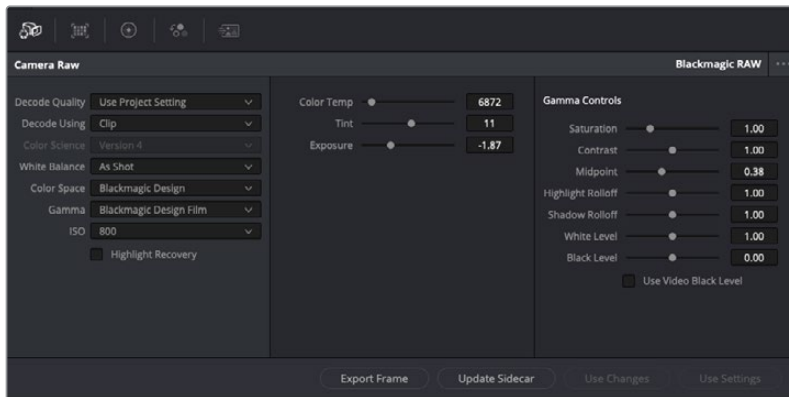 Camera Raw
Blackmagic RAW
Decode Quality Use Project Setting
Decode Using Clip
Color Science Version 4
White Balance As Shot
Color Space Blackmagic Design
Gamma Blackmagic Design Film
ISO 800
Highlight Recovery
Color Temp 6872
Tint 11
Exposure -1.87
Gamma Controls
Saturation 1.00
Contrast 1.00
Midpoint 0.38
Highlight Rolloff 1.00
Shadow Rolloff 1.00
White Level 1.00
Black Level 0.00
Use Video Black Level
Export Frame Update Sidecar Use Changes Use Settings